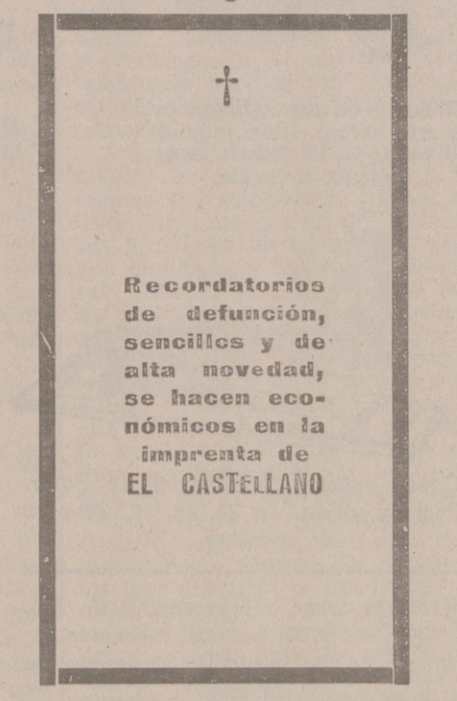 Recordatorios
de defunción,
sencillos y de
alta novedad,
se hacen eco-
nómicos en la
imprenta de
EL CASTELLANO